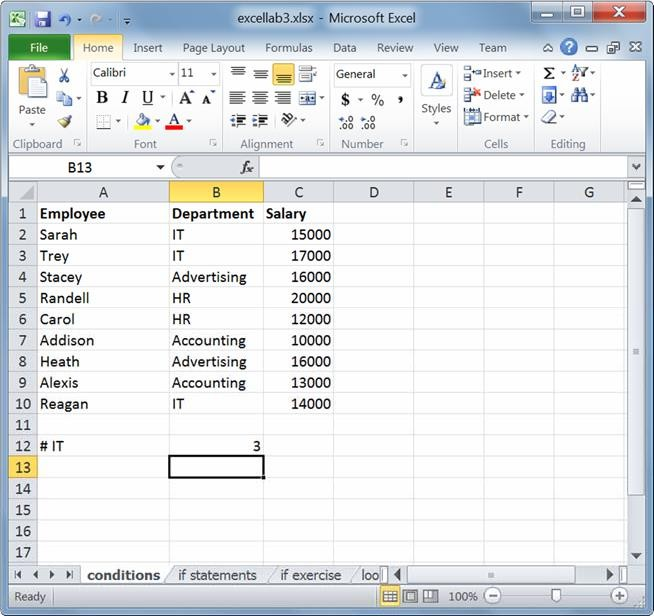 excellab3.xlsx - Microsoft Excel
File Home Insert Page Layout Formulas Data Review View Team
Calibri 11 General Insert
Paste B I U A A $ % , Styles Delete
A .00 .0 Format
Clipboard Font Alignment Number Cells Editing
B13 fx
A B C D E F G
1 Employee Department Salary
2 Sarah IT 15000
3 Trey IT 17000
4 Stacey Advertising 16000
5 Randell HR 20000
6 Carol HR 12000
7 Addison Accounting 10000
8 Heath Advertising 16000
9 Alexis Accounting 13000
10 Reagan IT 14000
11
12 # IT 3
13
14
15
16
17
conditions if statements if exercise loo
Ready 100%